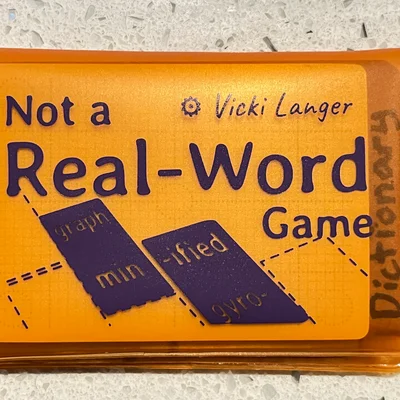 Not a
Vicki Langer
Real-Word
Game
graph
min
-ified
gyro-
Dictionary